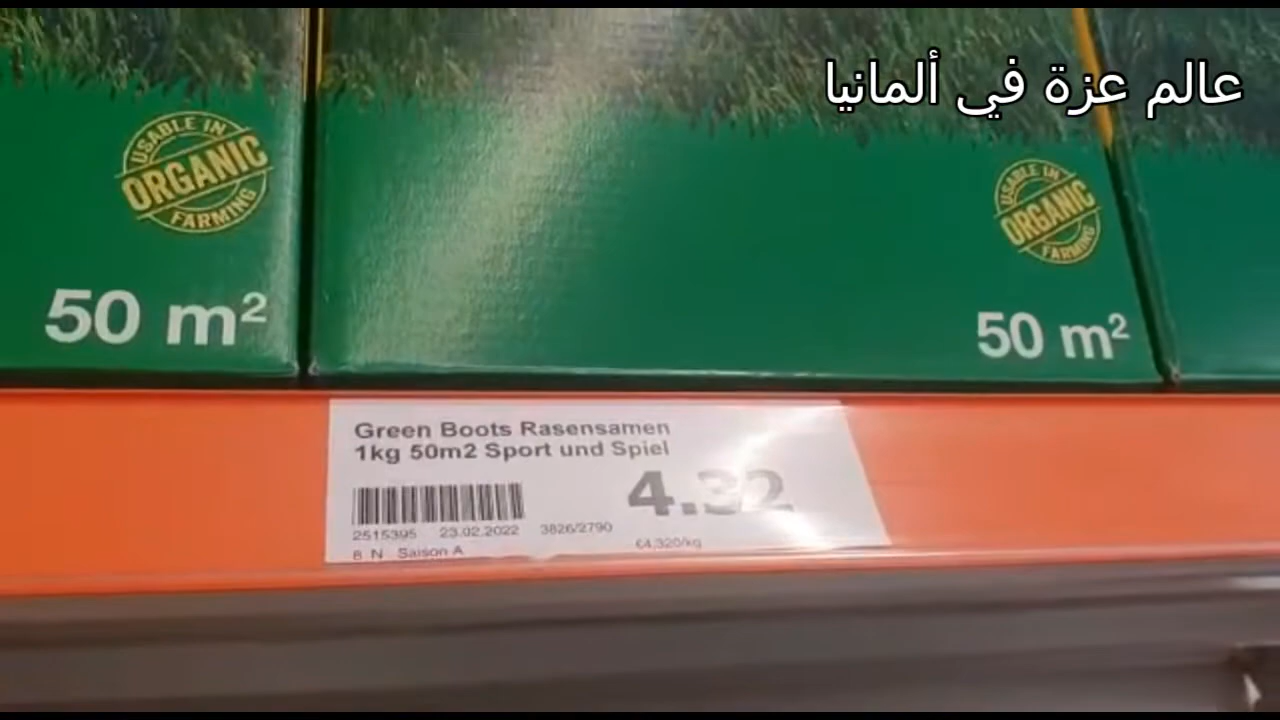 عالم عزة في ألمانيا
USABLE IN
ORGANIC
FARMING
50 m²
USABLE IN
ORGANIC
FARMING
50 m²
Green Boots Rasensamen
1kg 50m2 Sport und Spiel
4.32
2515395 23.02.2022 3826/2790
8 N Saison A
€4,320/kg